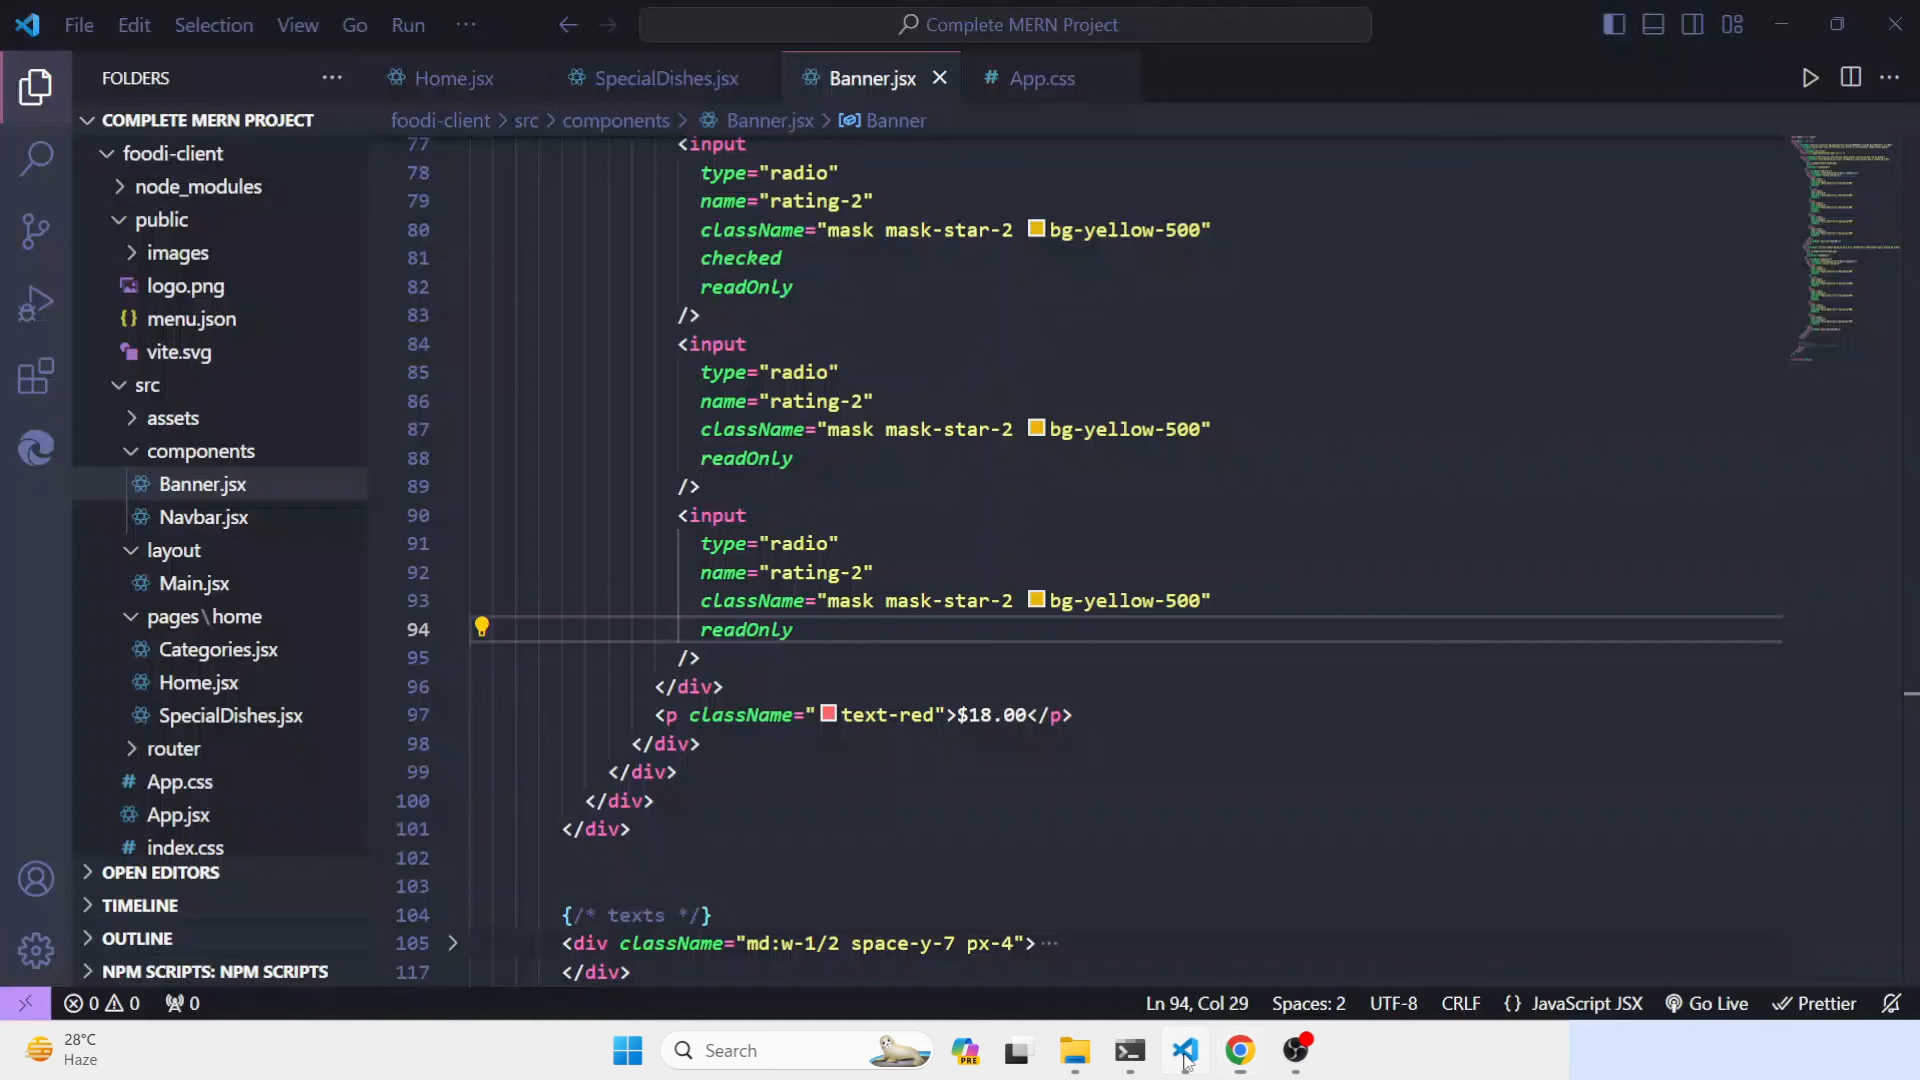 File Edit Selection View Go Run ··· Complete MERN Project
FOLDERS ···
Home.jsx SpecialDishes.jsx Banner.jsx App.css
foodi-client > src > components > Banner.jsx > Banner
COMPLETE MERN PROJECT
foodi-client
node_modules
public
images
logo.png
menu.json
vite.svg
src
assets
components
Banner.jsx
Navbar.jsx
layout
Main.jsx
pages\home
Categories.jsx
Home.jsx
SpecialDishes.jsx
router
App.css
App.jsx
index.css
OPEN EDITORS
TIMELINE
OUTLINE
NPM SCRIPTS: NPM SCRIPTS
77 <input
78 type="radio"
79 name="rating-2"
80 className="mask mask-star-2 bg-yellow-500"
81 checked
82 readOnly
83 />
84 <input
85 type="radio"
86 name="rating-2"
87 className="mask mask-star-2 bg-yellow-500"
88 readOnly
89 />
90 <input
91 type="radio"
92 name="rating-2"
93 className="mask mask-star-2 bg-yellow-500"
94 readOnly
95 />
96 </div>
97 <p className="text-red">$18.00</p>
98 </div>
99 </div>
100 </div>
101 </div>
102
103
104 {/* texts */}
105 <div className="md:w-1/2 space-y-7 px-4">···
117 </div>
0 0 0 Ln 94, Col 29 Spaces: 2 UTF-8 CRLF {} JavaScript JSX Go Live Prettier
28°C
Haze
Search
PRE